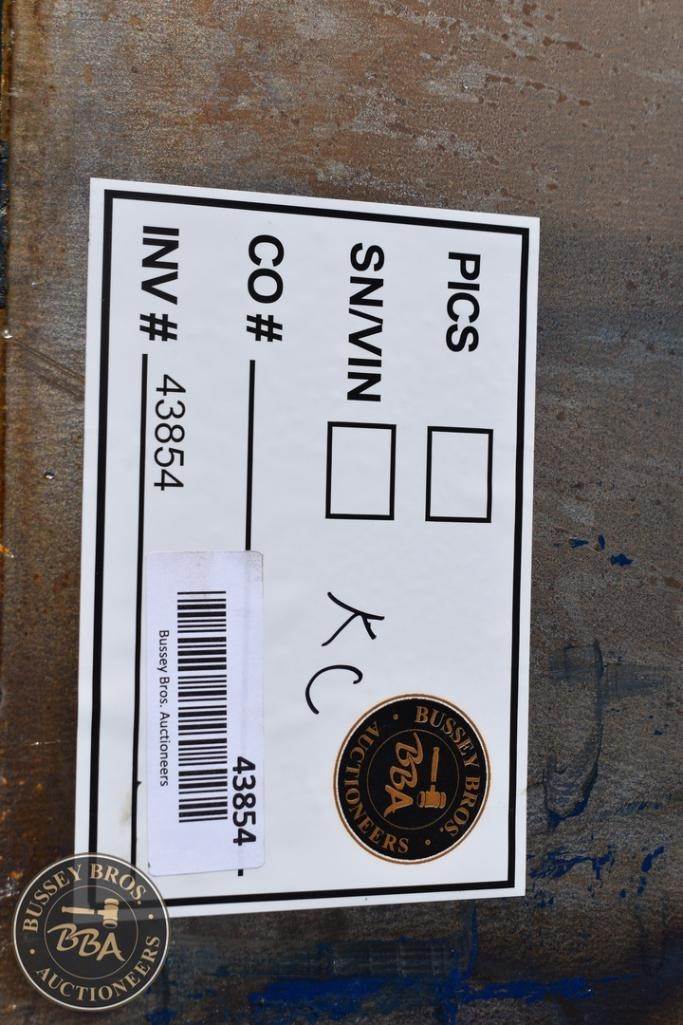 PICS
SN/VIN
CO #
INV # 43854
KC
BUSSEY BROS.
BBA
AUCTIONEERS
43854
Bussey Bros. Auctioneers
BUSSEY BROS.
BBA
AUCTIONEERS